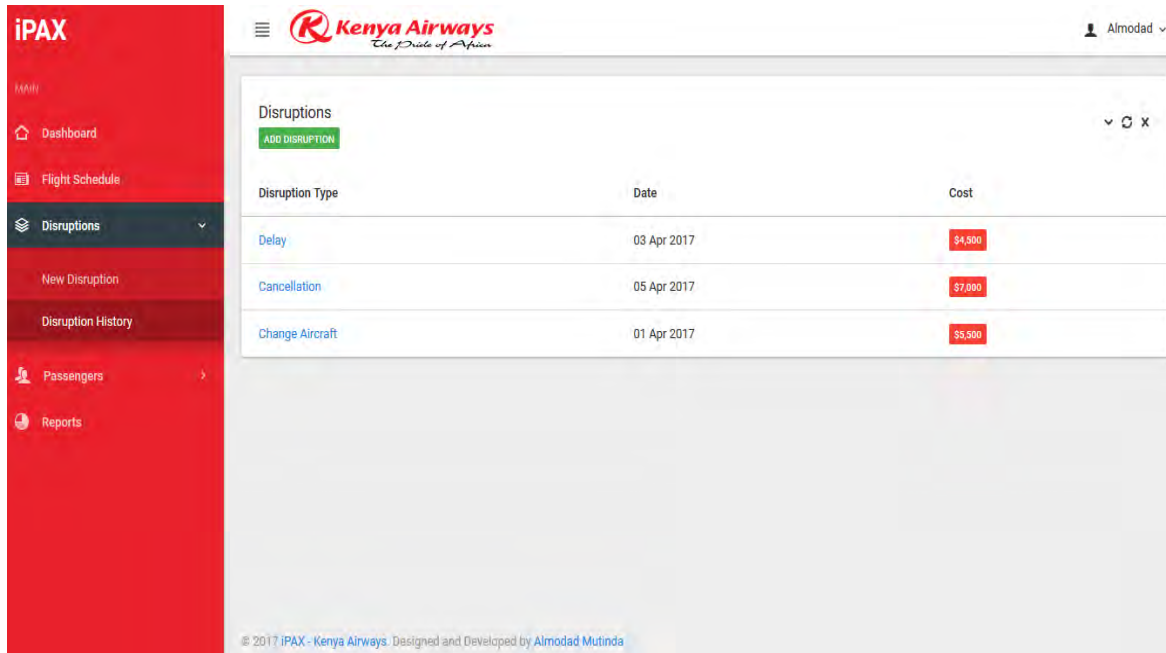 iPAX
Kenya Airways
The Pride of Africa
Almodad
MAIN
Dashboard
Flight Schedule
Disruptions
New Disruption
Disruption History
Passengers
Reports
Disruptions
ADD DISRUPTION
Disruption Type Date Cost
Delay 03 Apr 2017 $4,500
Cancellation 05 Apr 2017 $7,000
Change Aircraft 01 Apr 2017 $5,500
© 2017 iPAX - Kenya Airways. Designed and Developed by Almodad Mutinda